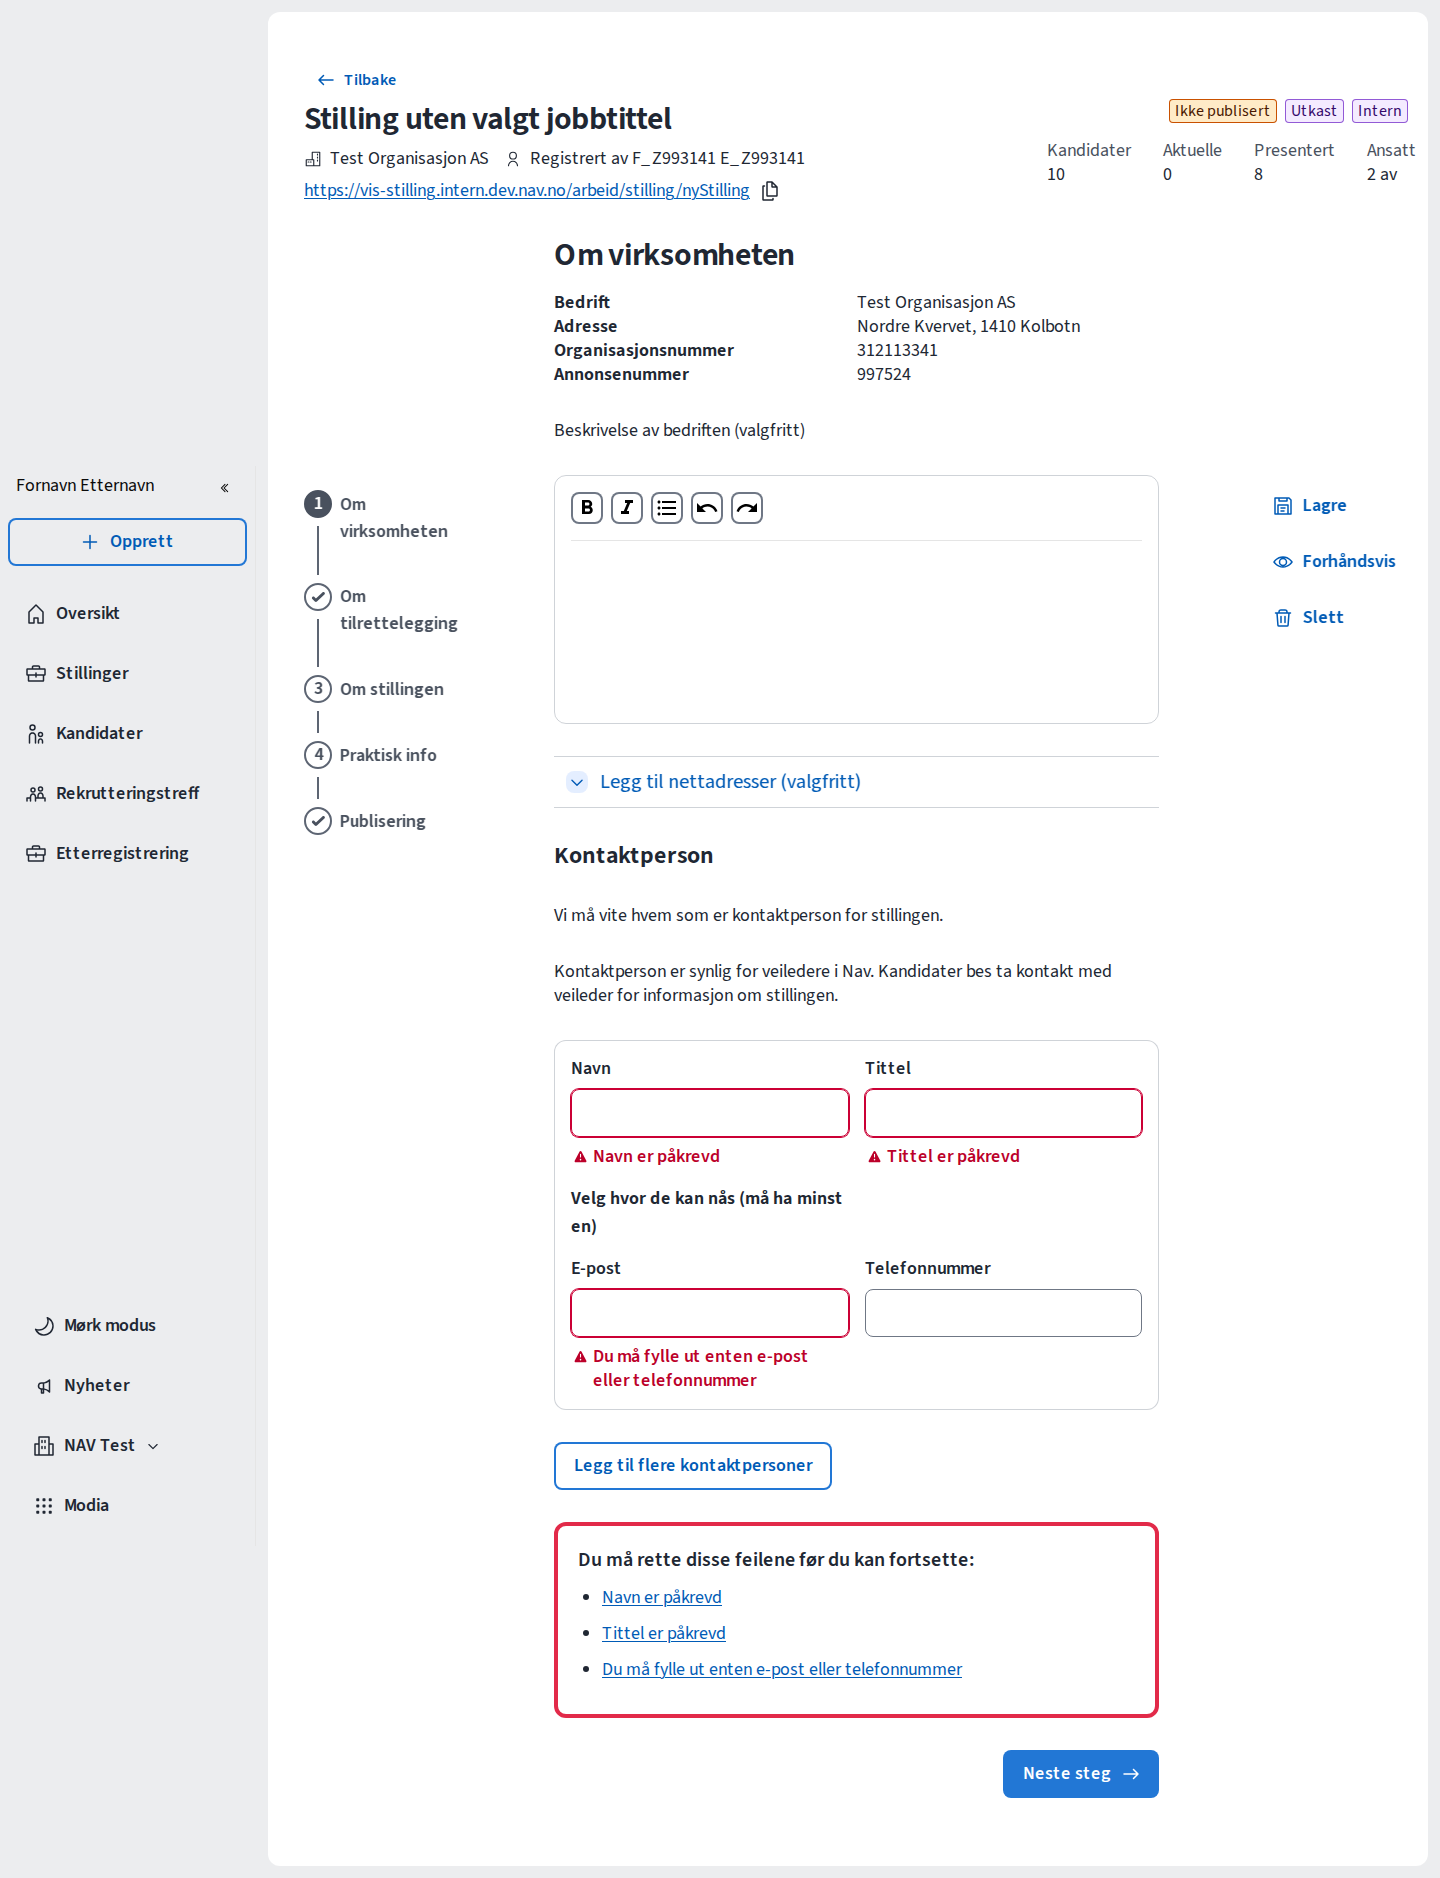 Fornavn Etternavn
Opprett
Oversikt
Stillinger
Kandidater
Rekrutteringstreff
Etterregistrering
Mørk modus
Nyheter
NAV Test
Modia
Tilbake
Stilling uten valgt jobbtittel
Test Organisasjon AS Registrert av F_Z993141 E_Z993141
https://vis-stilling.intern.dev.nav.no/arbeid/stilling/nyStilling
Ikke publisert Utkast Intern
Kandidater Aktuelle Presentert Ansatt
10 0 8 2 av
1 Om
virksomheten
Om
tilrettelegging
3 Om stillingen
4 Praktisk info
Publisering
Om virksomheten
Bedrift Test Organisasjon AS
Adresse Nordre Kvervet, 1410 Kolbotn
Organisasjonsnummer 312113341
Annonsenummer 997524
Beskrivelse av bedriften (valgfritt)
B I
Legg til nettadresser (valgfritt)
Kontaktperson
Vi må vite hvem som er kontaktperson for stillingen.
Kontaktperson er synlig for veiledere i Nav. Kandidater bes ta kontakt med
veileder for informasjon om stillingen.
Navn Tittel
Navn er påkrevd Tittel er påkrevd
Velg hvor de kan nås (må ha minst
en)
E-post Telefonnummer
Du må fylle ut enten e-post
eller telefonnummer
Legg til flere kontaktpersoner
Du må rette disse feilene før du kan fortsette:
Navn er påkrevd
Tittel er påkrevd
Du må fylle ut enten e-post eller telefonnummer
Neste steg
Lagre
Forhåndsvis
Slett